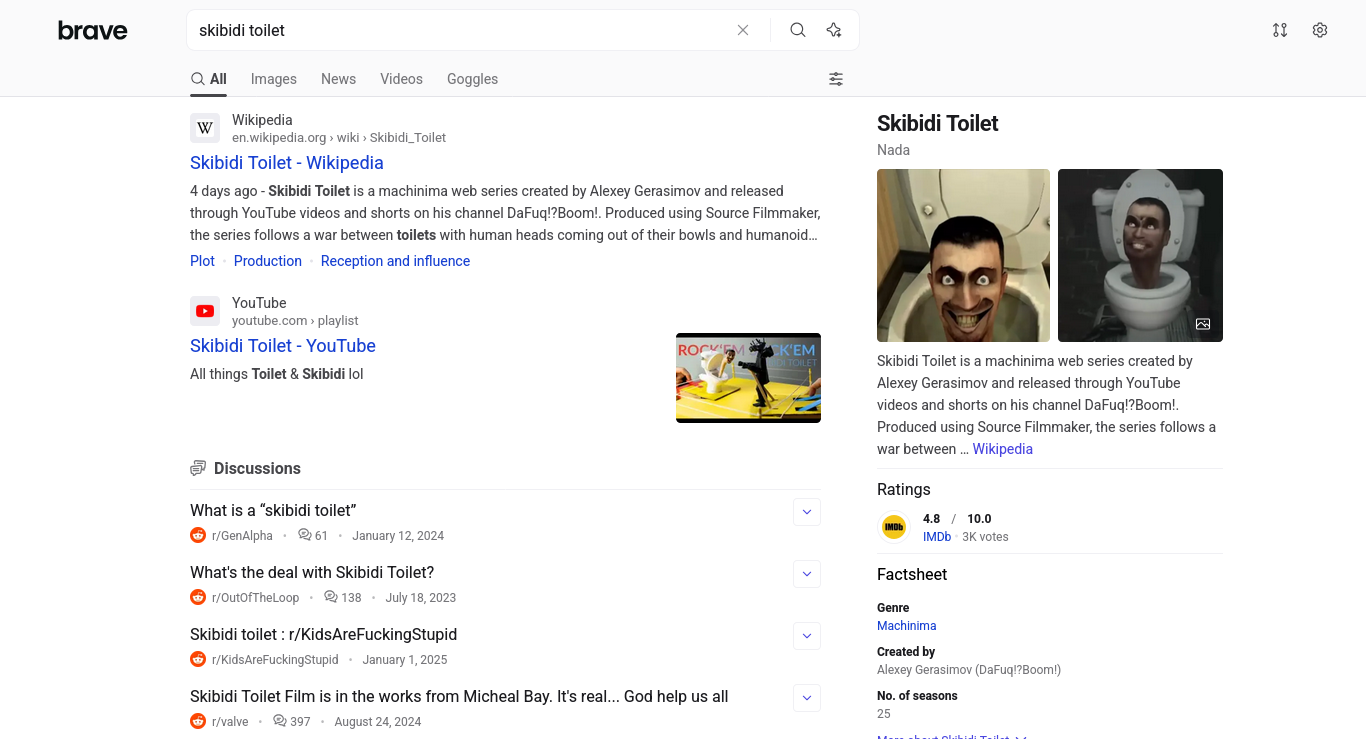 brave
skibidi toilet
All
Images
News
Videos
Goggles
Wikipedia
en.wikipedia.org › wiki › Skibidi_Toilet
Skibidi Toilet - Wikipedia
4 days ago - Skibidi Toilet is a machinima web series created by Alexey Gerasimov and released
through YouTube videos and shorts on his channel DaFuq!?Boom!. Produced using Source Filmmaker,
the series follows a war between toilets with human heads coming out of their bowls and humanoid…
Plot • Production • Reception and influence
YouTube
youtube.com › playlist
Skibidi Toilet - YouTube
All things Toilet & Skibidi lol
Discussions
What is a “skibidi toilet”
r/GenAlpha • 61 • January 12, 2024
What's the deal with Skibidi Toilet?
r/OutOfTheLoop • 138 • July 18, 2023
Skibidi toilet : r/KidsAreFuckingStupid
r/KidsAreFuckingStupid • January 1, 2025
Skibidi Toilet Film is in the works from Micheal Bay. It's real... God help us all
r/valve • 397 • August 24, 2024
Skibidi Toilet
Nada
Skibidi Toilet is a machinima web series created by
Alexey Gerasimov and released through YouTube
videos and shorts on his channel DaFuq!?Boom!.
Produced using Source Filmmaker, the series follows a
war between … Wikipedia
Ratings
IMDb
4.8 / 10.0
IMDb • 3K votes
Factsheet
Genre
Machinima
Created by
Alexey Gerasimov (DaFuq!?Boom!)
No. of seasons
25
More about Skibidi Toilet